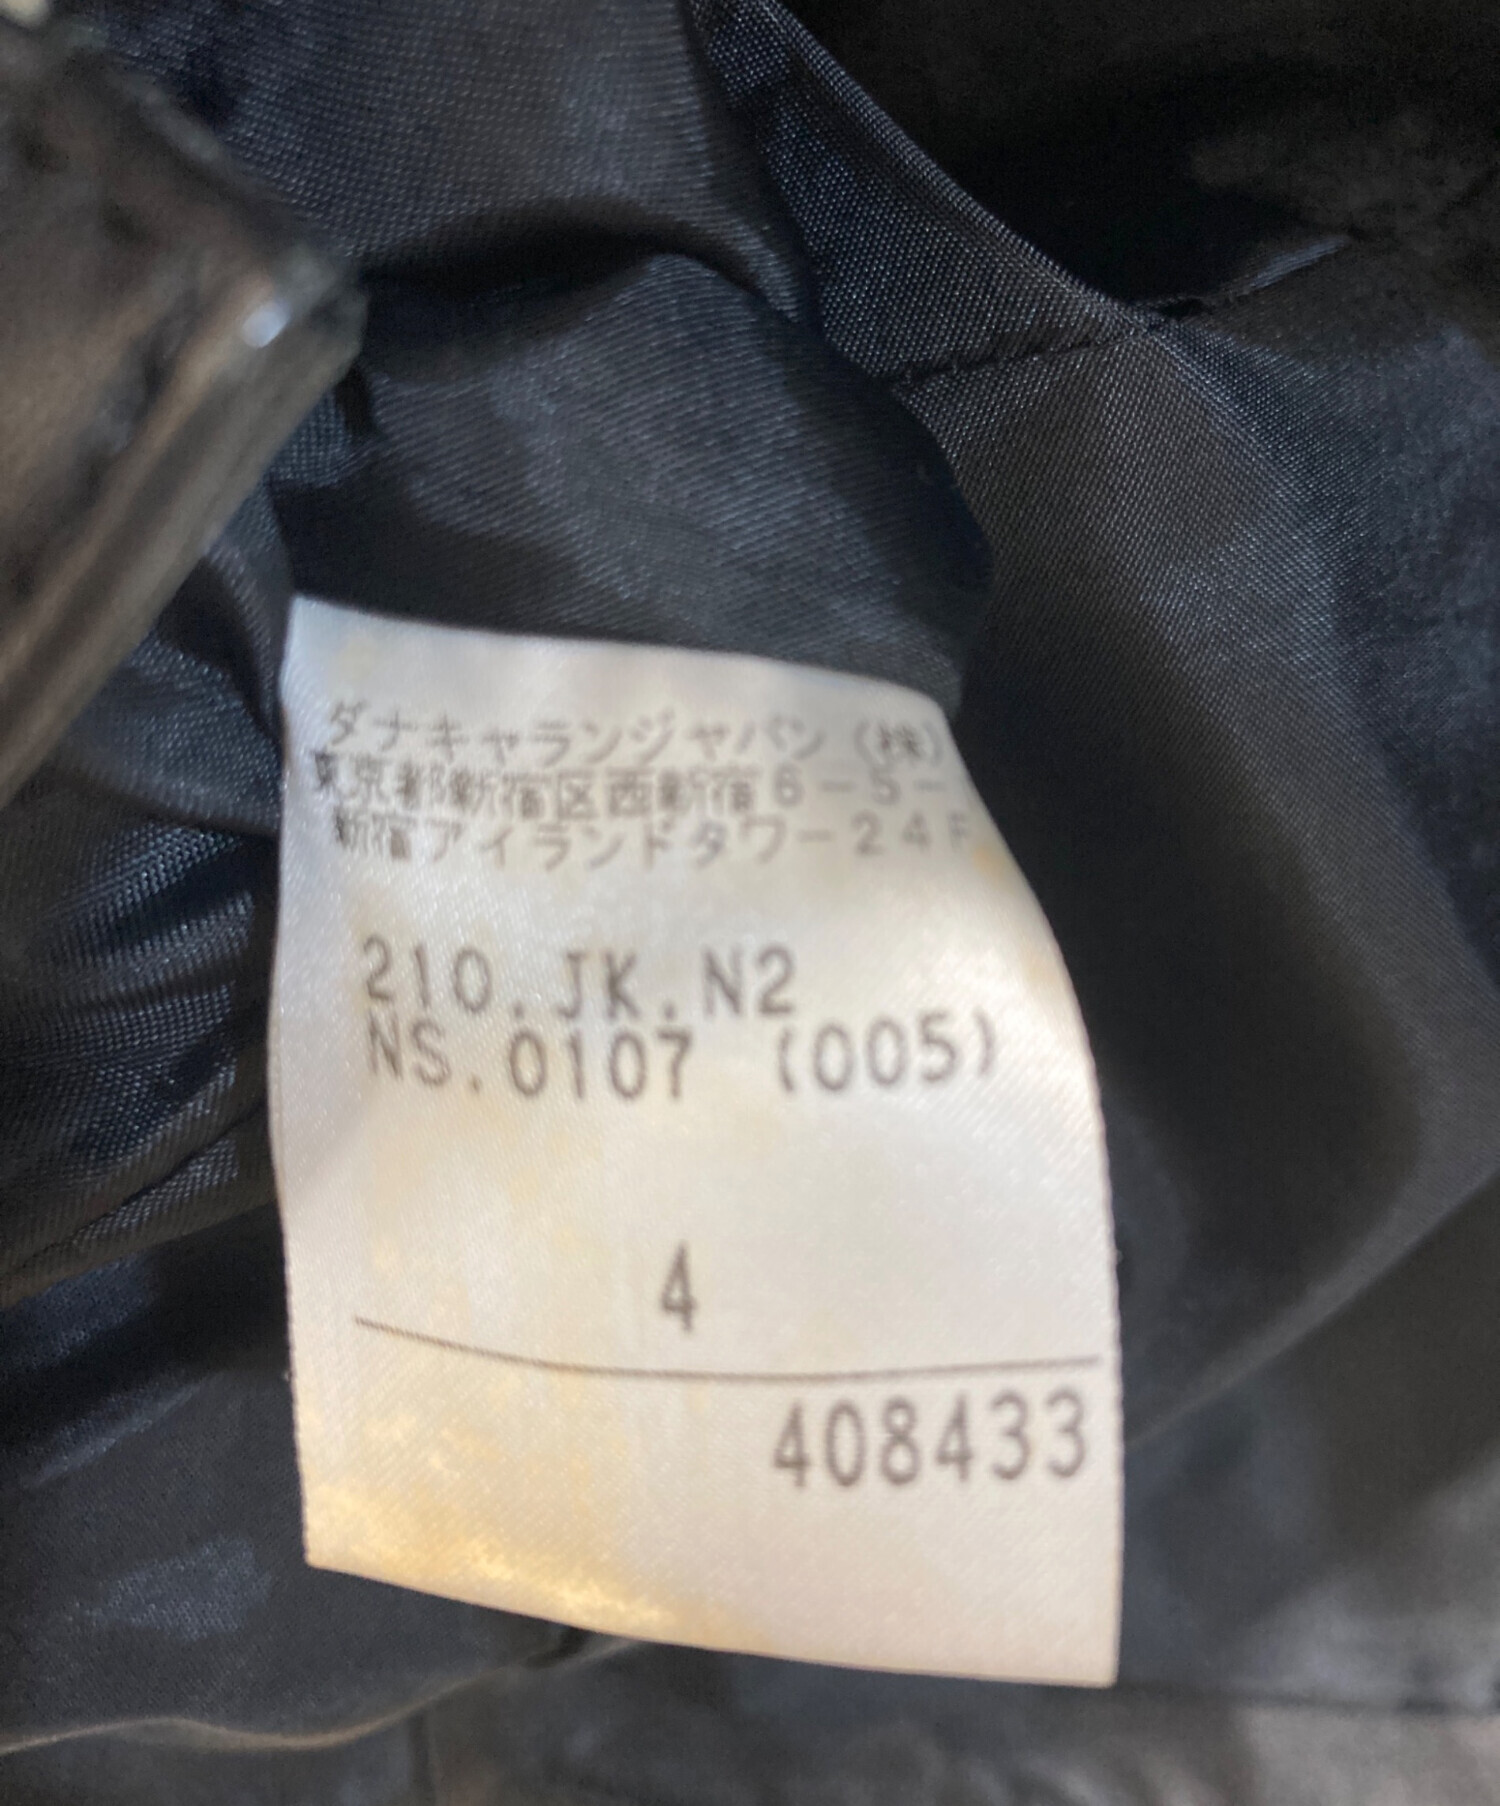 ダナキャランジャパン(株)
東京都新宿区西新宿6-5-
新宿アイランドタワー24F
210.JK.N2
NS.0107 (005)
4
408433